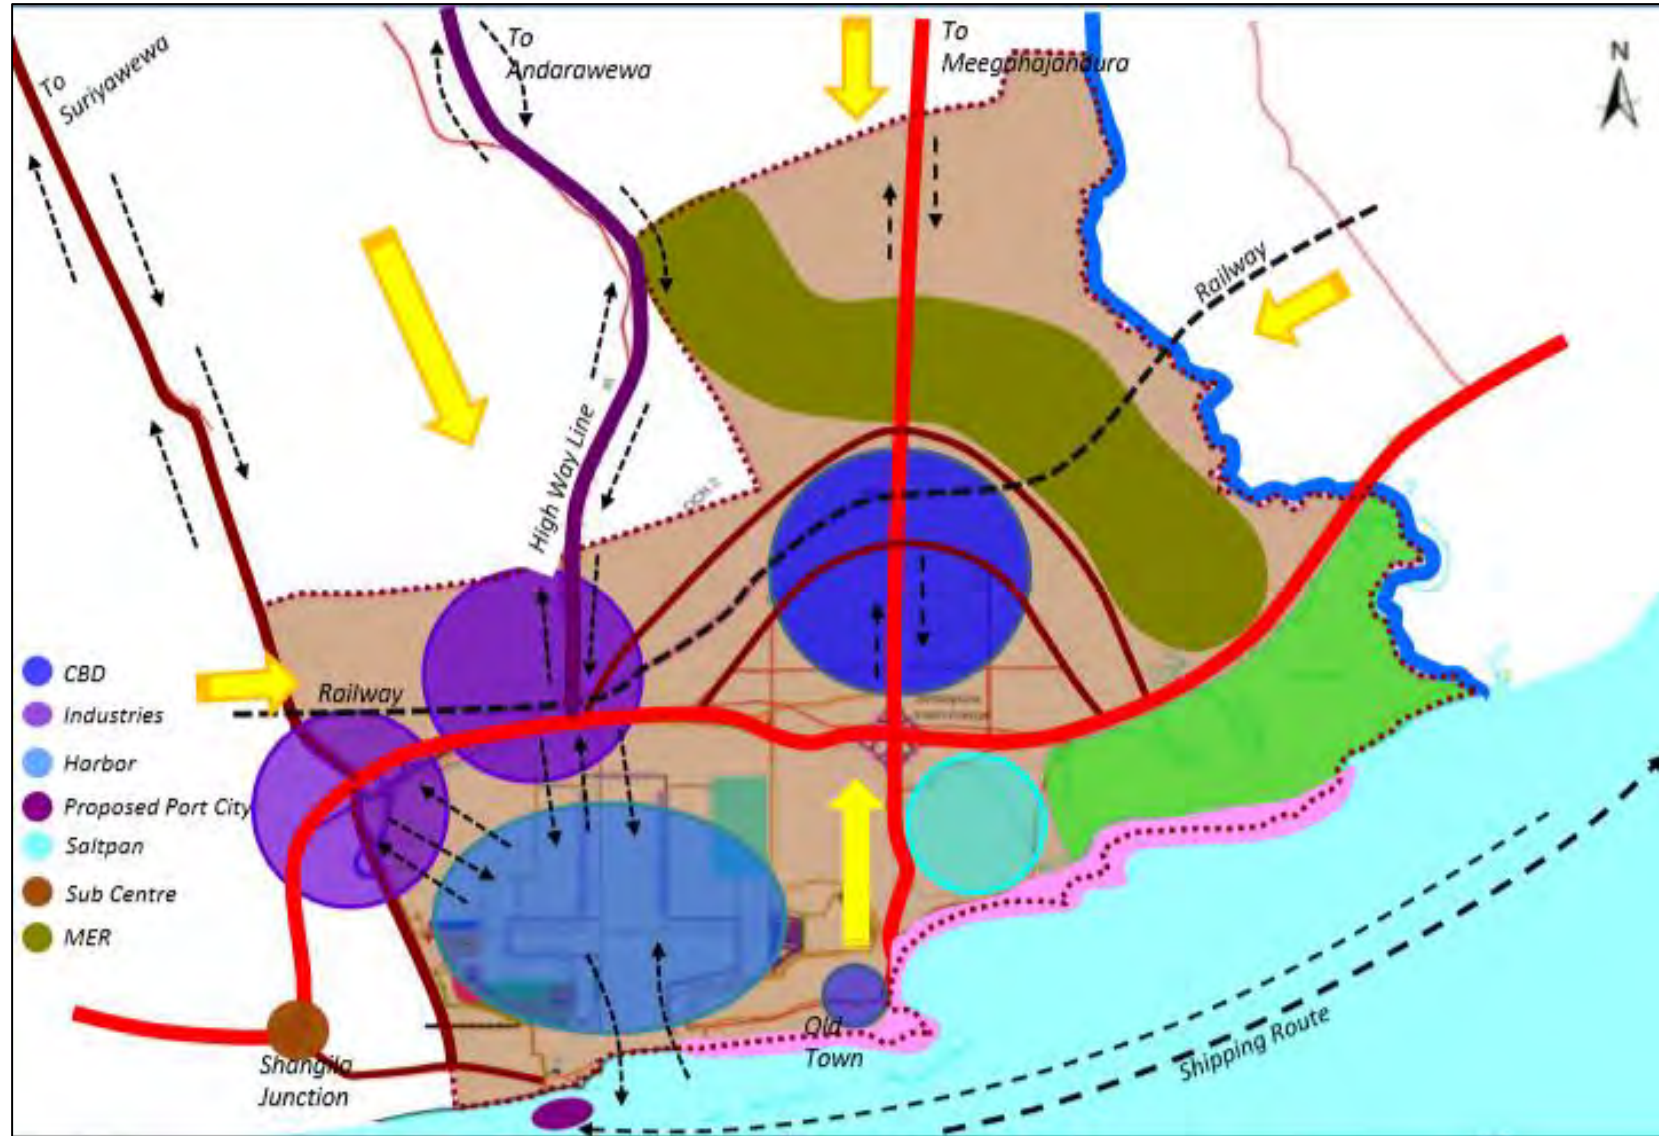 To
Suriyawewa
To
Andarawewa
To
Meegahajandura
N
Railway
High Way Line
Railway
CBD
Industries
Harbor
Proposed Port City
Saltpan
Sub Centre
MER
Shangila
Junction
Old
Town
Shipping Route